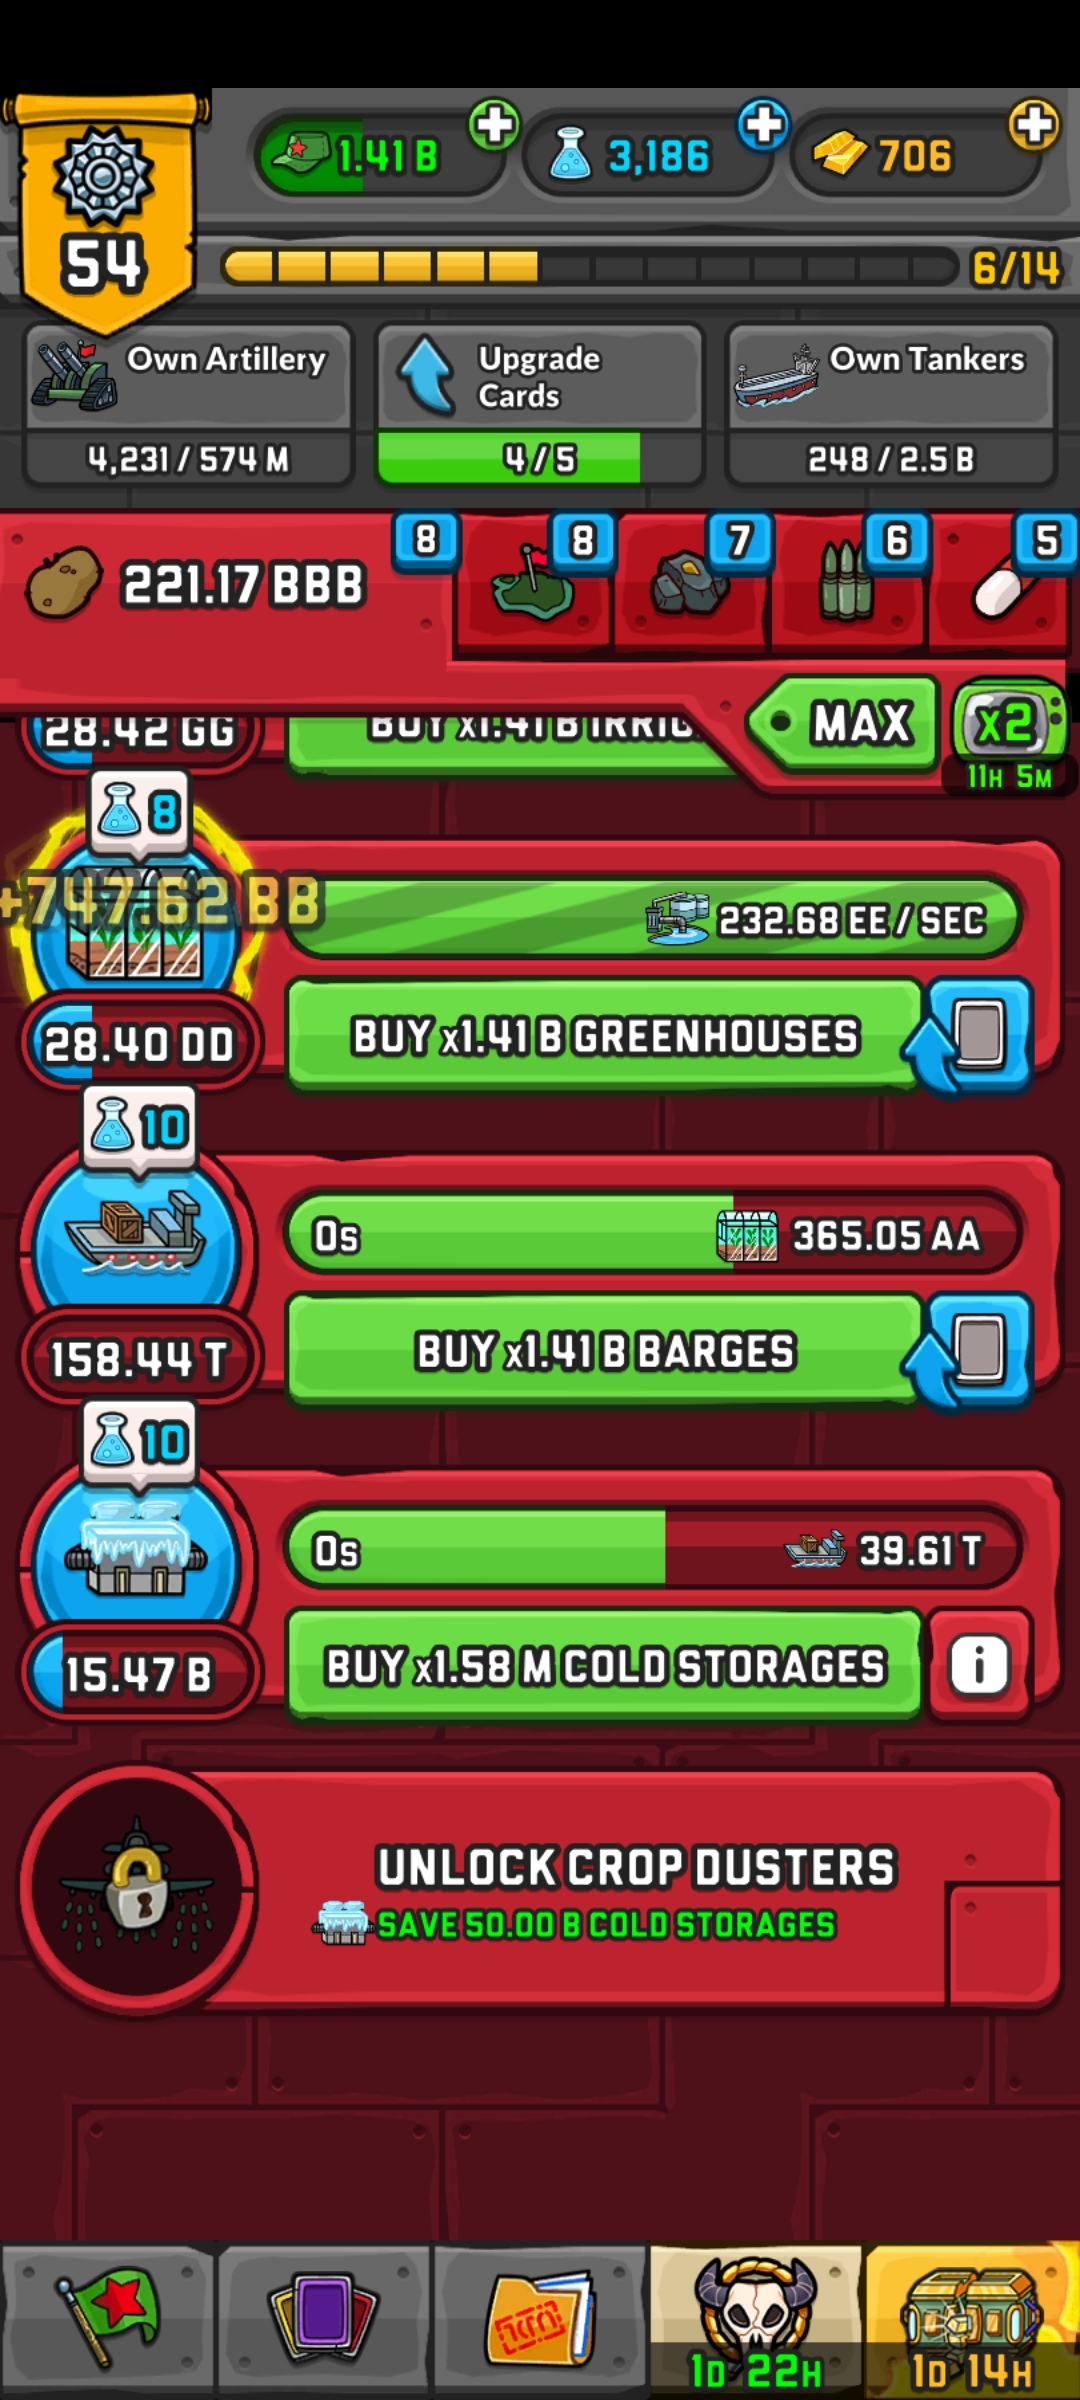 1.41 B
3,186
706
54
6/14
Own Artillery
4,231 / 574 M
Upgrade
Cards
4 / 5
Own Tankers
248 / 2.5 B
221.17 BBB
8
8
7
6
5
MAX
X2
11H 5M
28.42 GG
BUY x1.41 B IRRIG
8
+747.62 BB
232.68 EE / SEC
28.40 DD
BUY x1.41 B GREENHOUSES
10
0s
365.05 AA
158.44 T
BUY x1.41 B BARGES
10
0s
39.61 T
15.47 B
BUY x1.58 M COLD STORAGES
i
UNLOCK CROP DUSTERS
SAVE 50.00 B COLD STORAGES
1D 22H
1D 14H